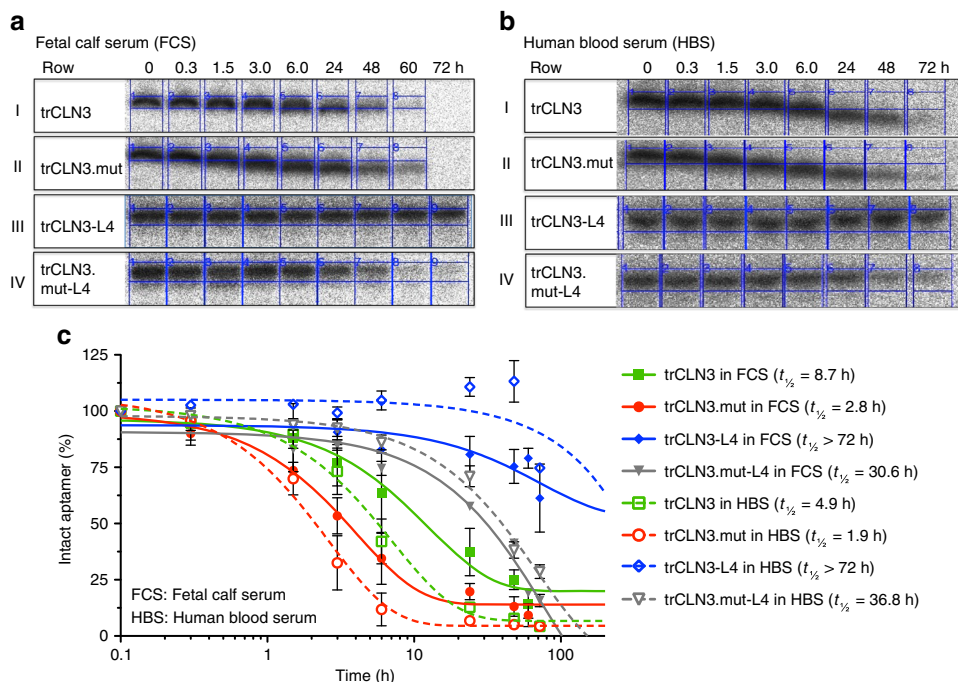 a
Fetal calf serum (FCS)
Row 0 0.3 1.5 3.0 6.0 24 48 60 72 h
I trCLN3
II trCLN3.mut
III trCLN3-L4
IV trCLN3.
mut-L4
b
Human blood serum (HBS)
Row 0 0.3 1.5 3.0 6.0 24 48 72 h
I trCLN3
II trCLN3.mut
III trCLN3-L4
IV trCLN3.
mut-L4
c
Intact aptamer (%)
125
100
75
50
25
0
FCS: Fetal calf serum
HBS: Human blood serum
0.1 1 10 100
Time (h)
trCLN3 in FCS (t½ = 8.7 h)
trCLN3.mut in FCS (t½ = 2.8 h)
trCLN3-L4 in FCS (t½ > 72 h)
trCLN3.mut-L4 in FCS (t½ = 30.6 h)
trCLN3 in HBS (t½ = 4.9 h)
trCLN3.mut in HBS (t½ = 1.9 h)
trCLN3-L4 in HBS (t½ > 72 h)
trCLN3.mut-L4 in HBS (t½ = 36.8 h)